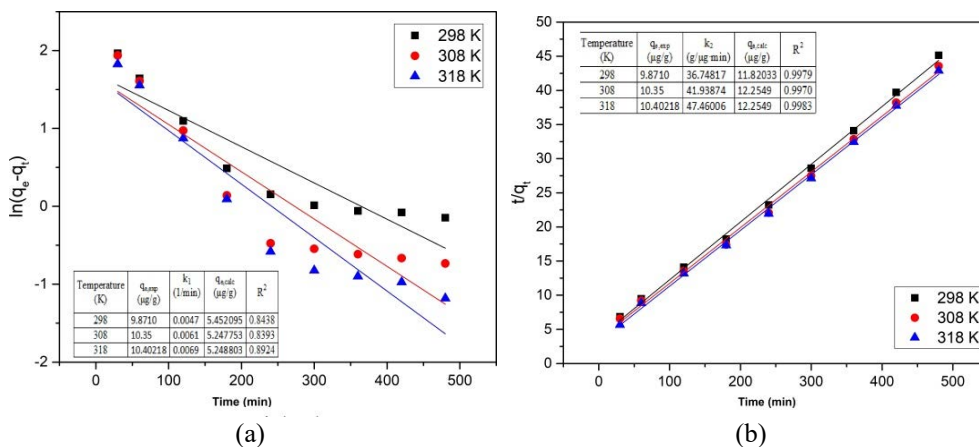 298 K
308 K
318 K
ln(qe-qt)
2
1
0
-1
-2
Temperature (K) qe,exp (µg/g) k1 (1/min) qe,calc (µg/g) R2
298 9.8710 0.0047 5.452095 0.8438
308 10.35 0.0061 5.247753 0.8393
318 10.40218 0.0069 5.248803 0.8924
0 100 200 300 400 500
Time (min)
(a)
t/qt
50
45
40
35
30
25
20
15
10
5
0
Temperature (K) qe,exp (µg/g) k2 (g/µg·min) qe,calc (µg/g) R2
298 9.8710 36.74817 11.82033 0.9979
308 10.35 41.93874 12.2549 0.9970
318 10.40218 47.46006 12.2549 0.9983
298 K
308 K
318 K
0 100 200 300 400 500
Time (min)
(b)